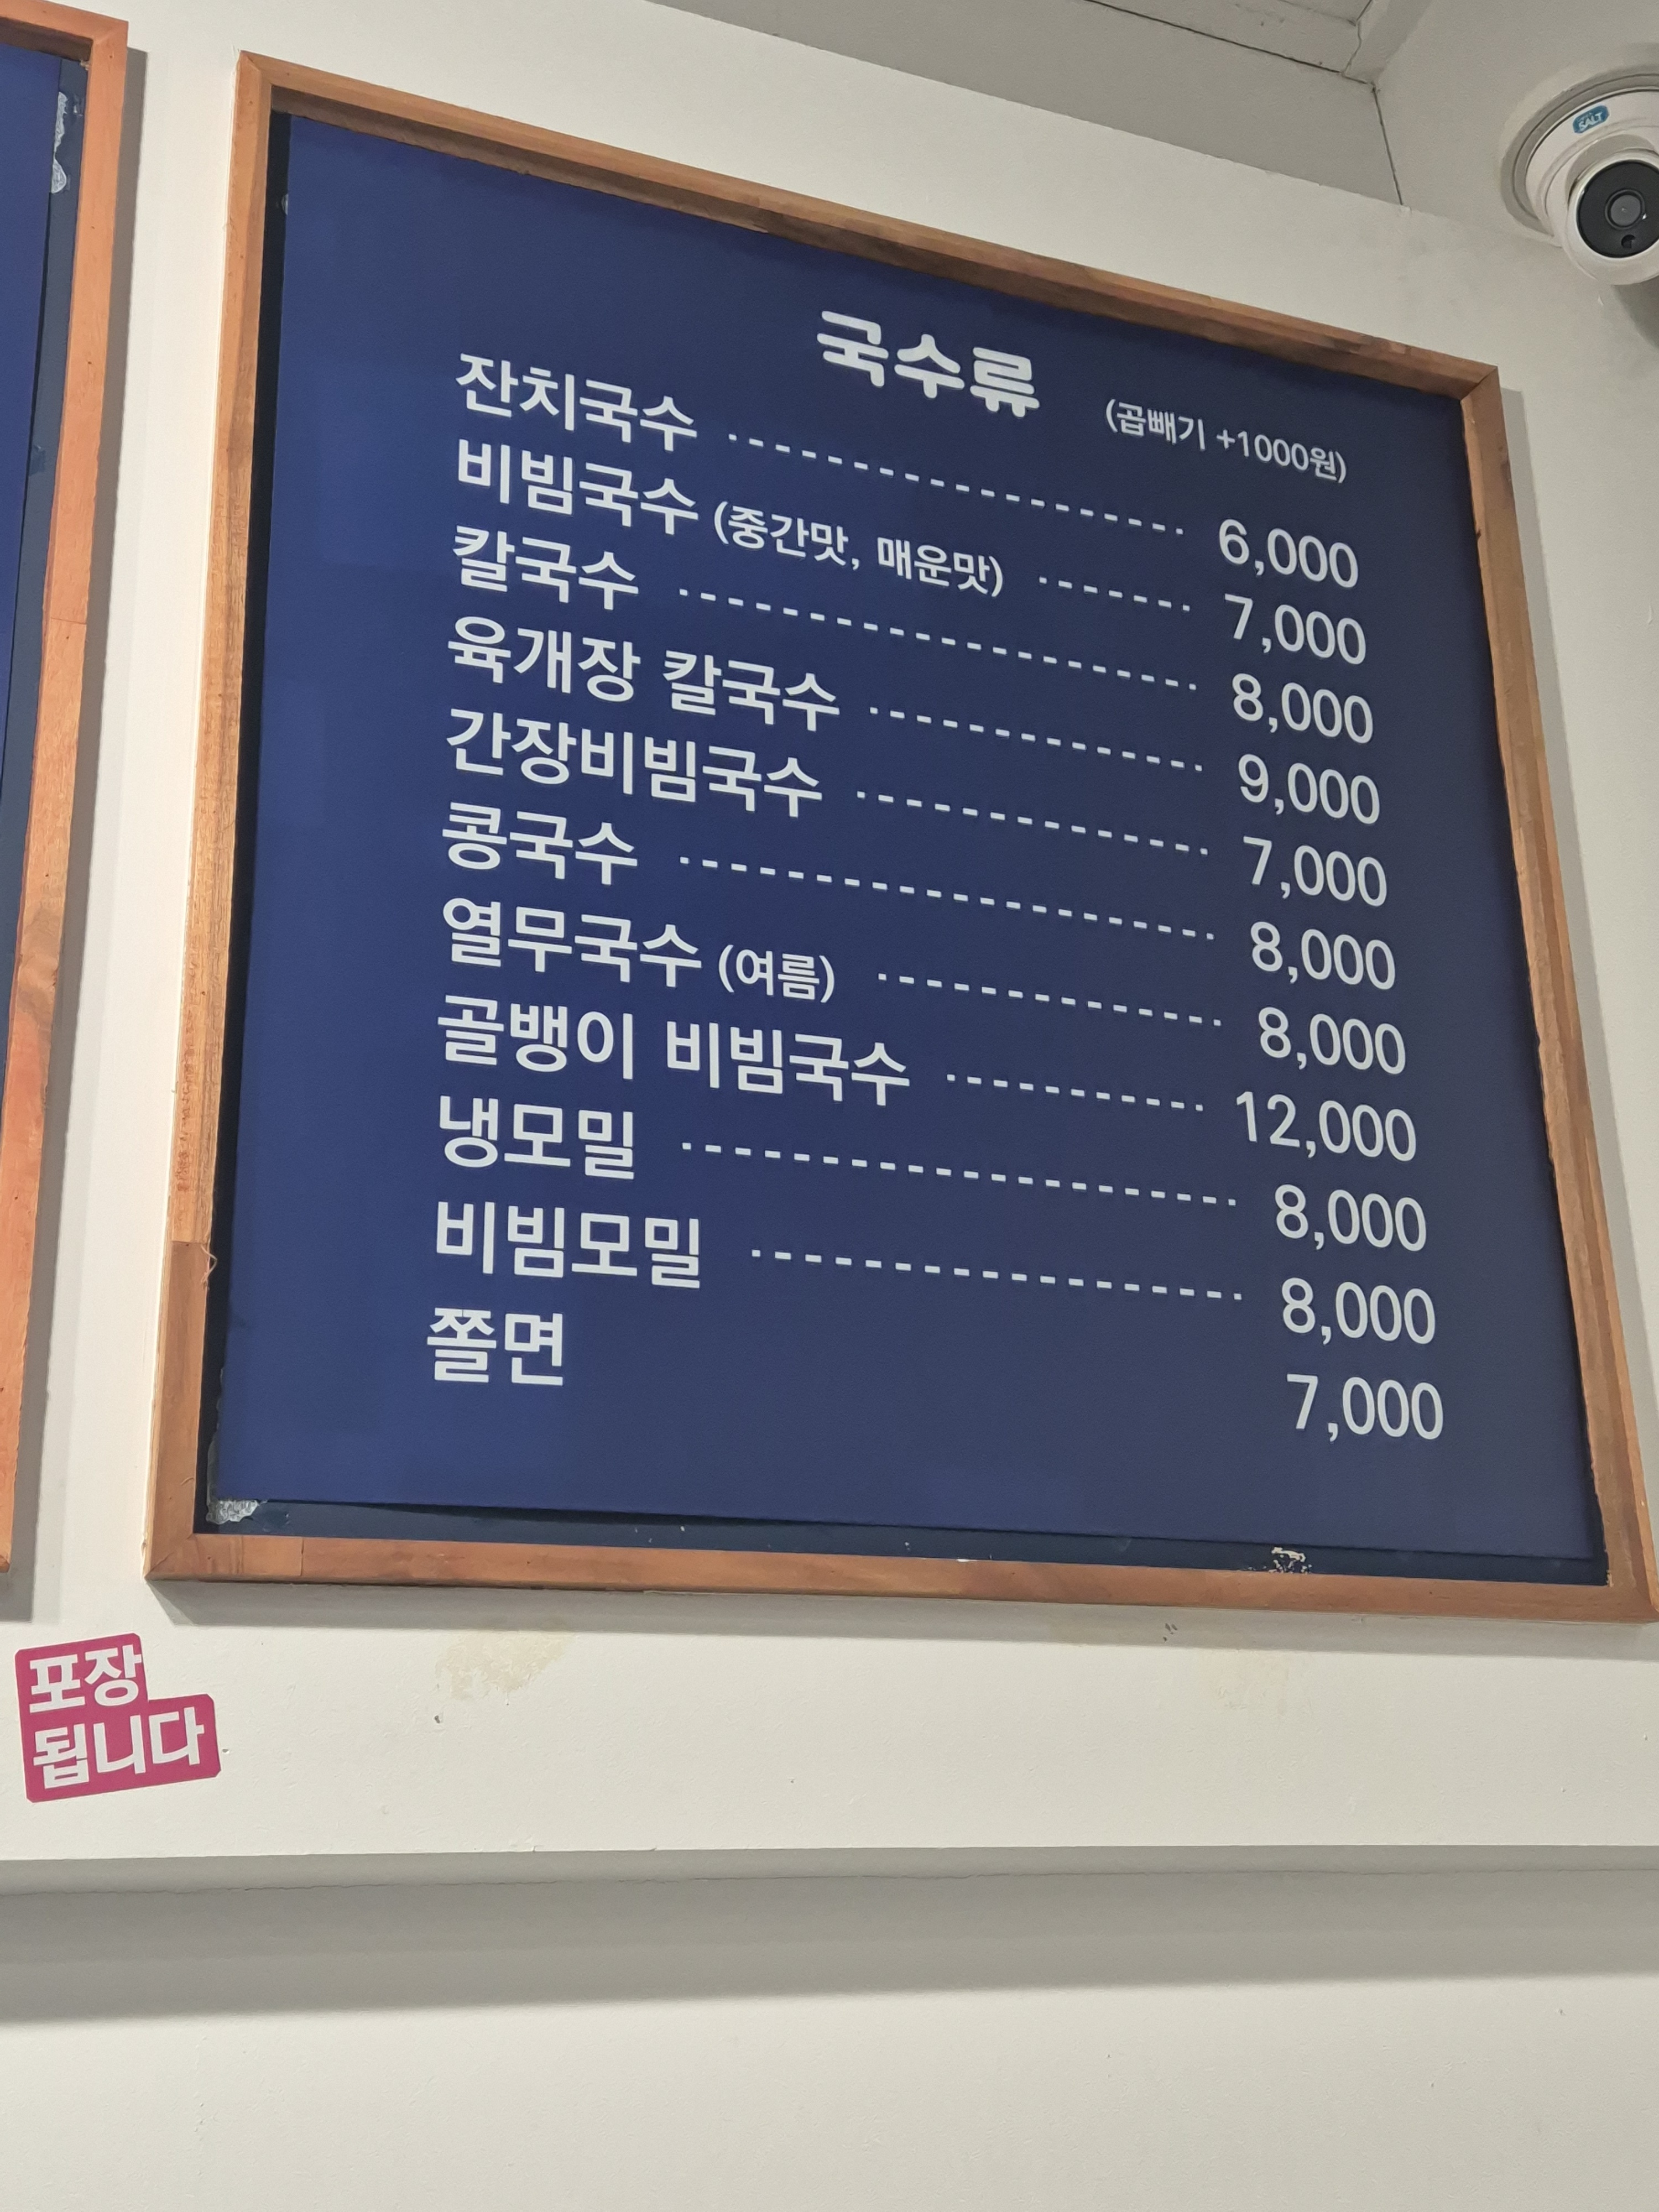 국수류 (곱빼기 +1000원)
잔치국수 6,000
비빔국수 (중간맛, 매운맛) 7,000
칼국수 8,000
육개장 칼국수 9,000
간장비빔국수 7,000
콩국수 8,000
열무국수 (여름) 8,000
골뱅이 비빔국수 12,000
냉모밀 8,000
비빔모밀 8,000
쫄면 7,000
포장
됩니다
SALT